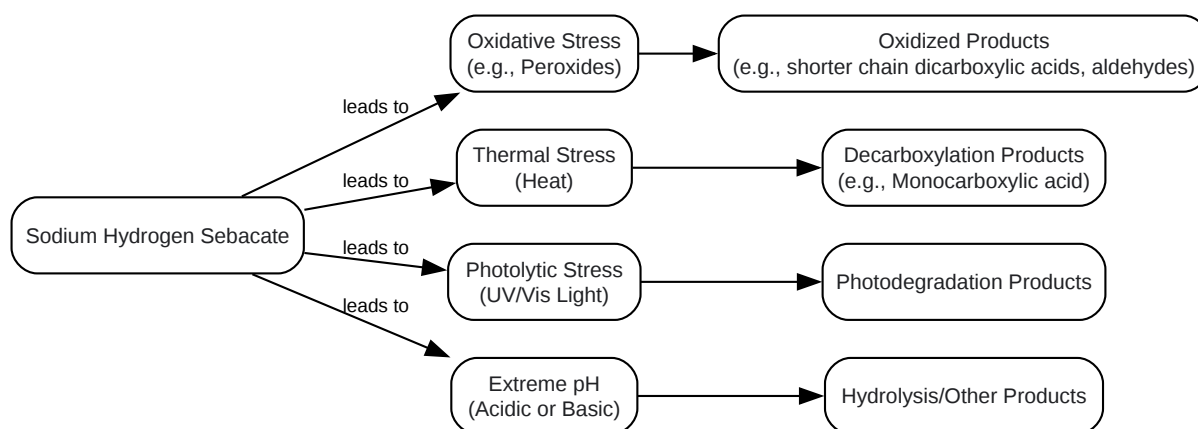 Oxidative Stress
(e.g., Peroxides)
Oxidized Products
(e.g., shorter chain dicarboxylic acids, aldehydes)
leads to
Thermal Stress
(Heat)
Decarboxylation Products
(e.g., Monocarboxylic acid)
leads to
Sodium Hydrogen Sebacate
leads to
Photolytic Stress
(UV/Vis Light)
Photodegradation Products
leads to
Extreme pH
(Acidic or Basic)
Hydrolysis/Other Products